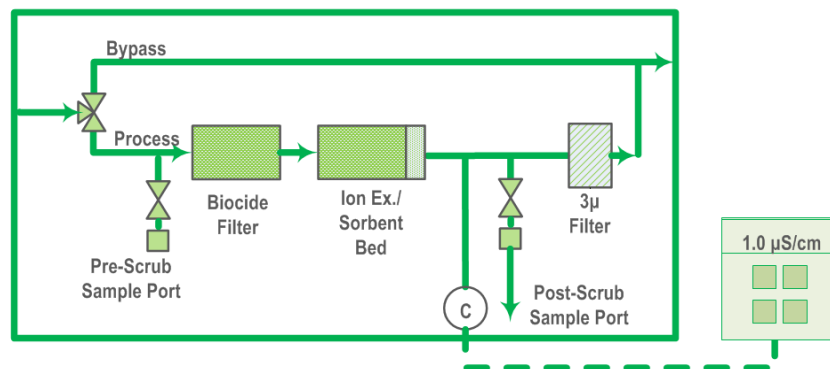 Bypass
Process
Biocide
Filter
Ion Ex./
Sorbent
Bed
3µ
Filter
Pre-Scrub
Sample Port
C
Post-Scrub
Sample Port
1.0 µS/cm